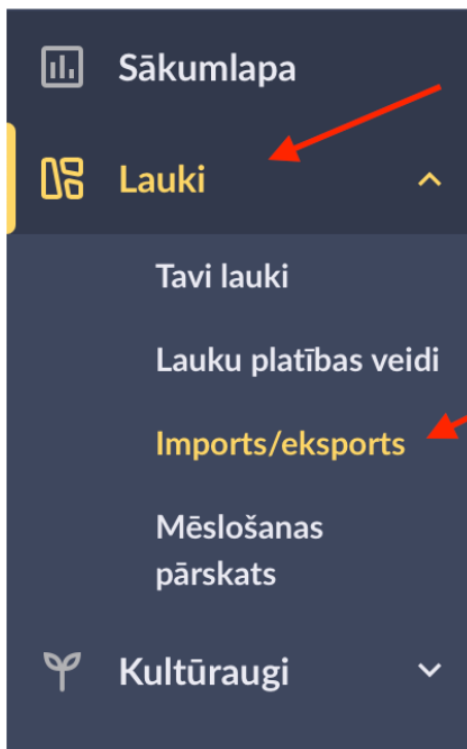 Sākumlapa
Lauki
Tavi lauki
Lauku platības veidi
Imports/eksports
Mēslošanas
pārskats
Kultūraugi